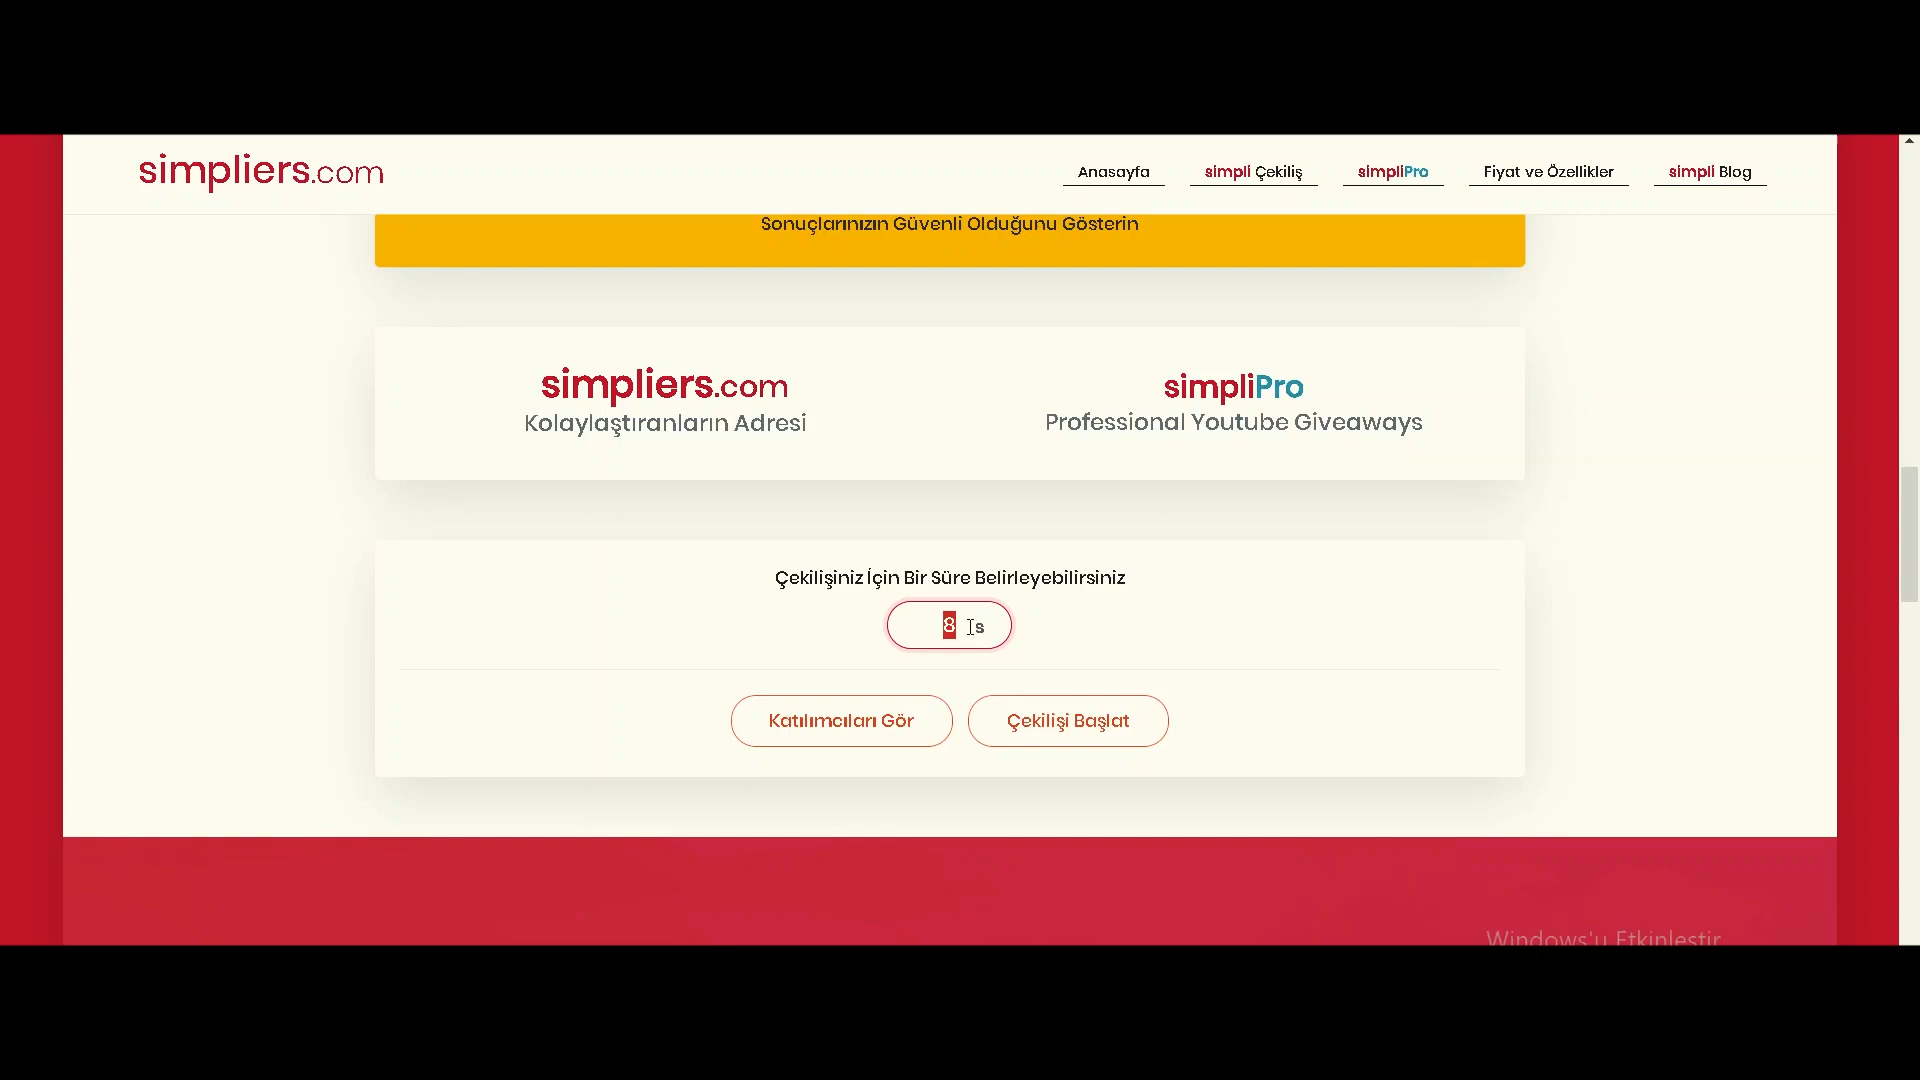 simpliers.com
Anasayfa
simpli Çekiliş
simpliPro
Fiyat ve Özellikler
simpli Blog
Sonuçlarınızın Güvenli Olduğunu Gösterin
simpliers.com
Kolaylaştıranların Adresi
simpliPro
Professional Youtube Giveaways
Çekilişiniz İçin Bir Süre Belirleyebilirsiniz
8 s
Katılımcıları Gör
Çekilişi Başlat
Windows'u Etkinleştir